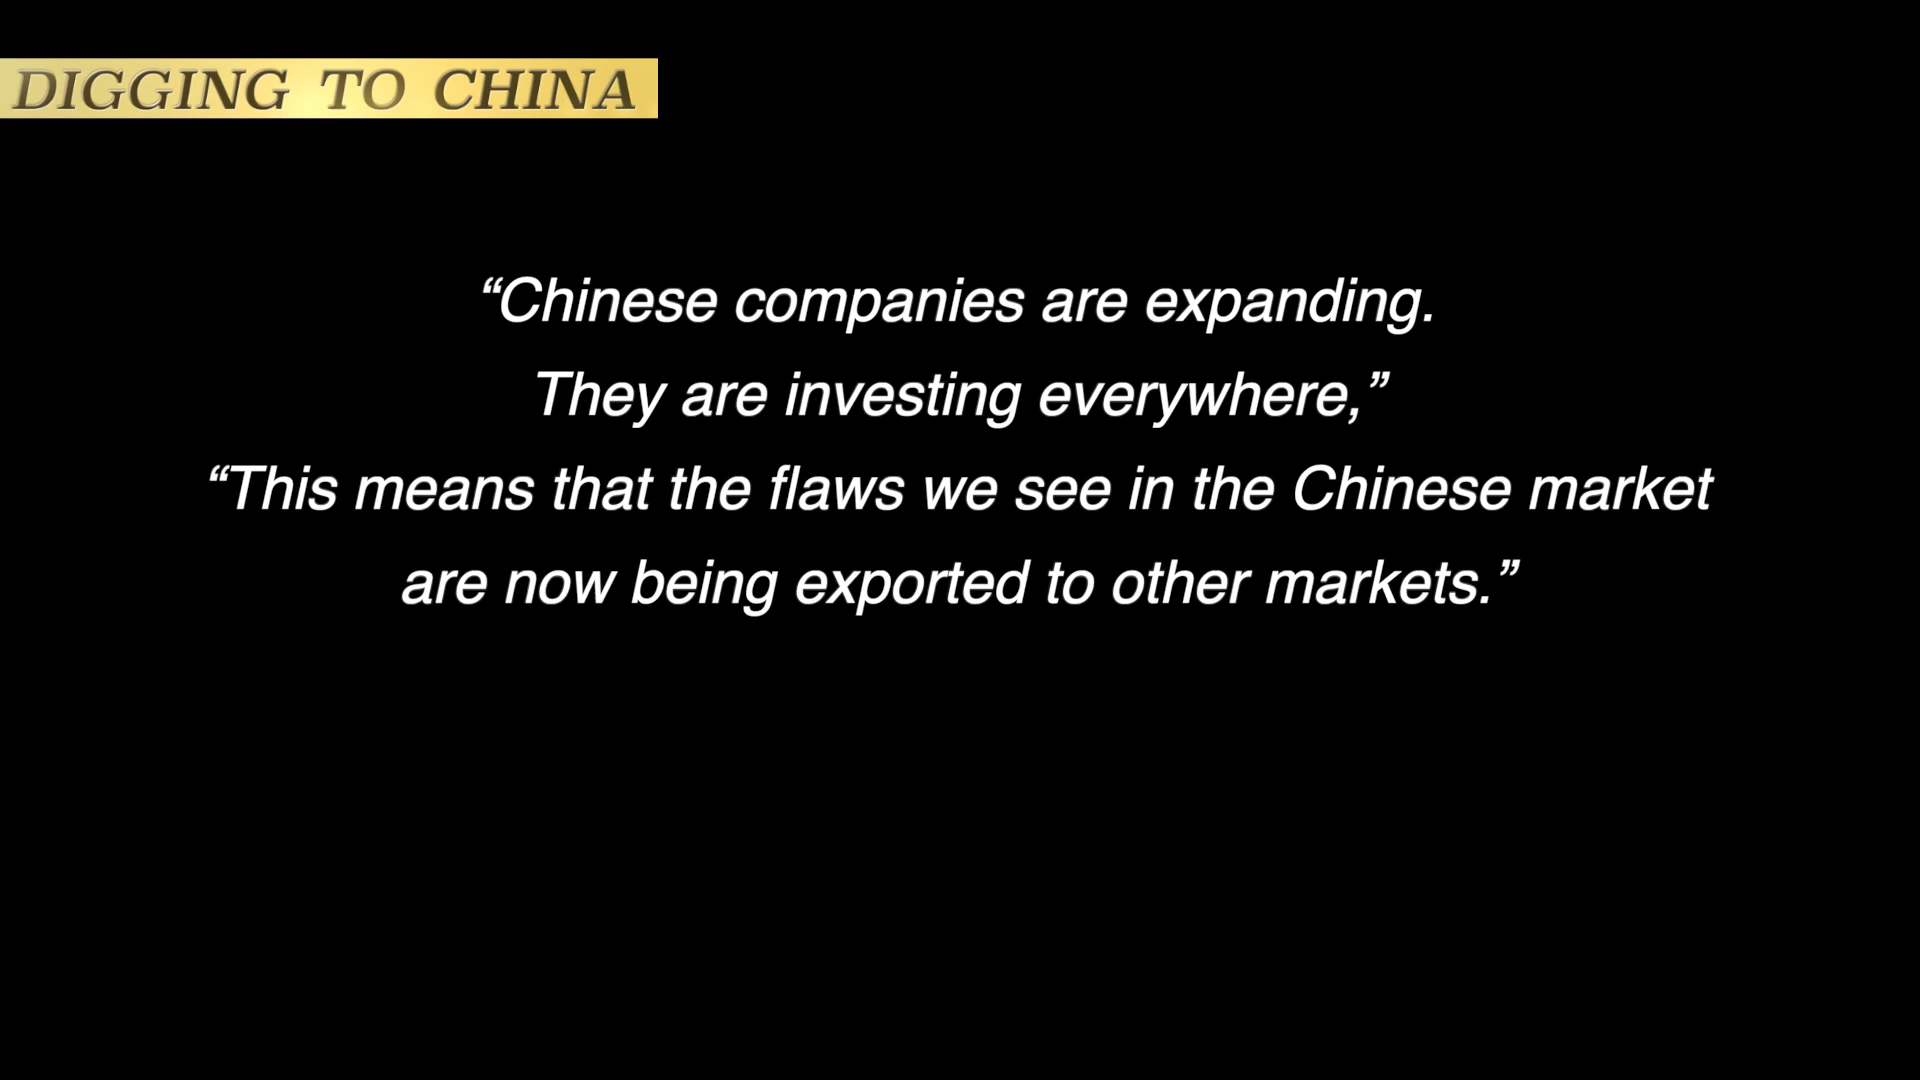 DIGGING TO CHINA
“Chinese companies are expanding.
They are investing everywhere,”
“This means that the flaws we see in the Chinese market
are now being exported to other markets.”